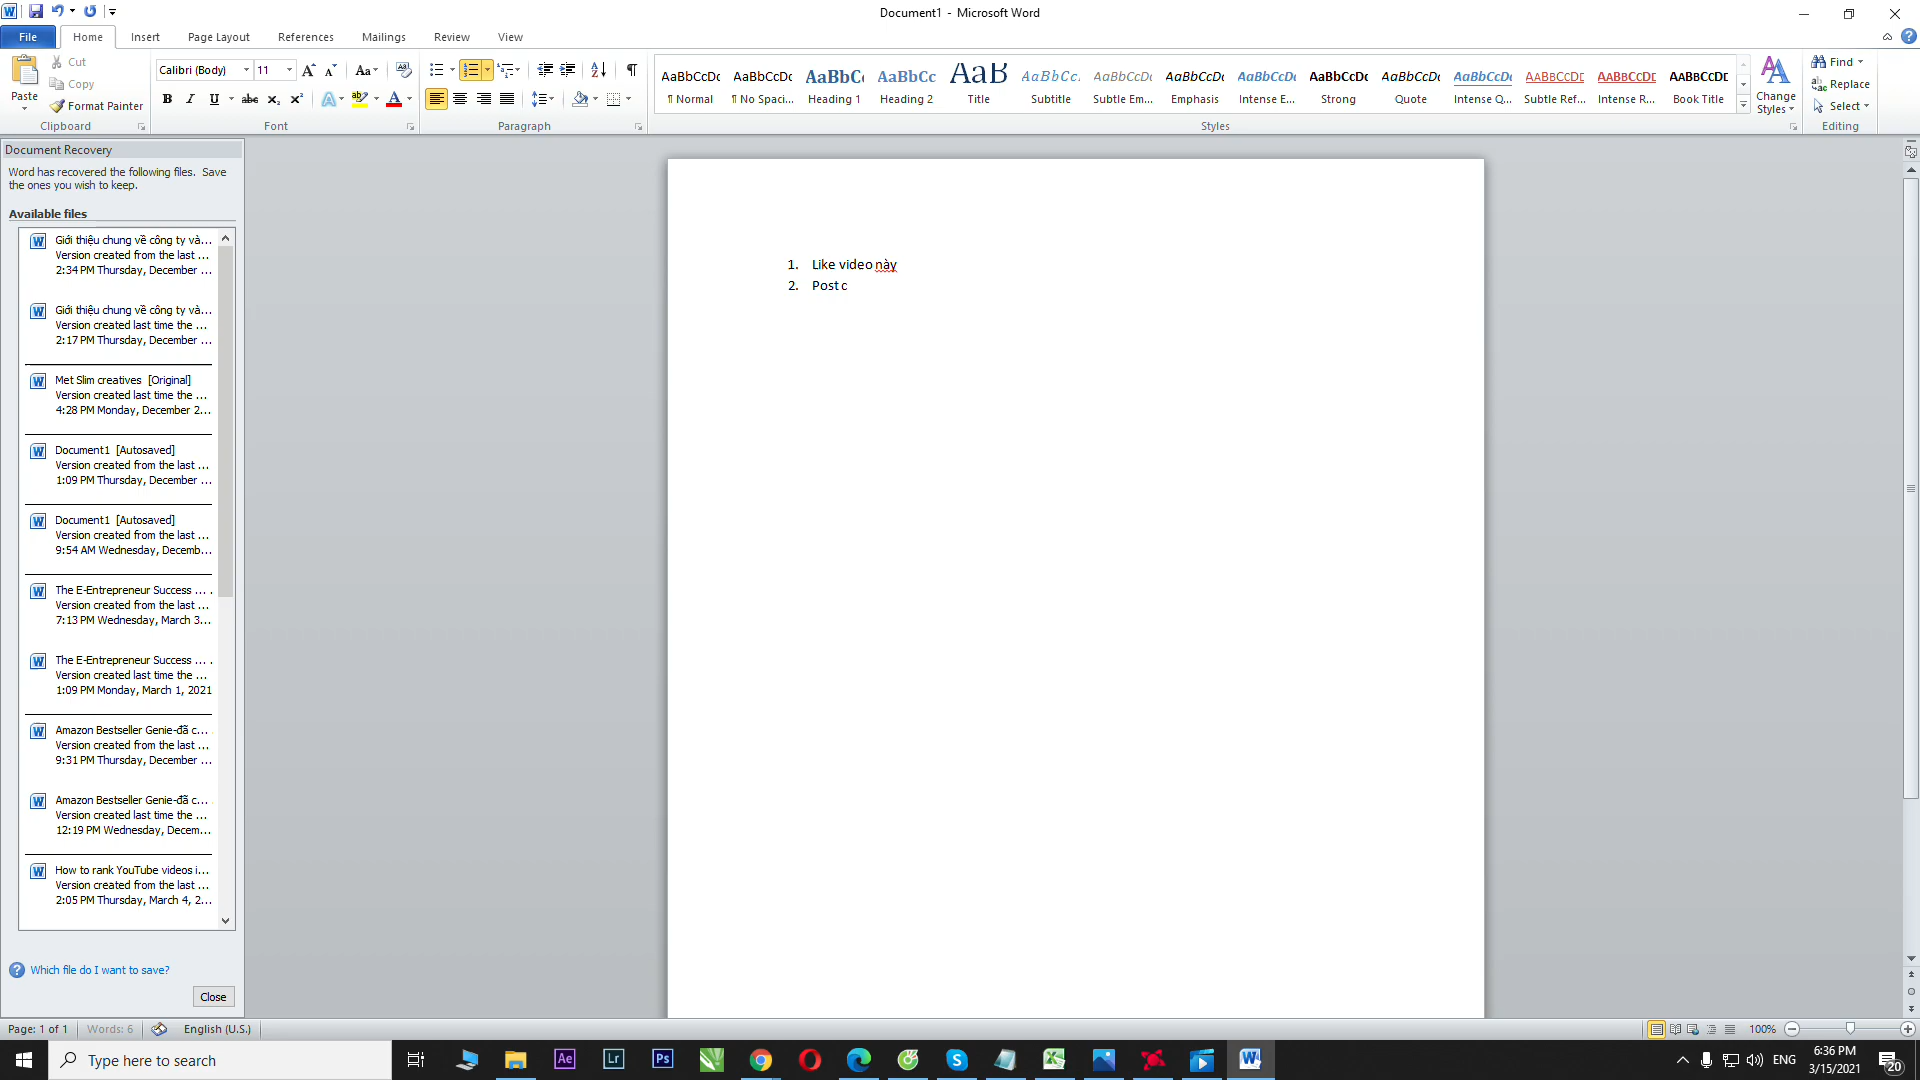 Document1 - Microsoft Word
File Home Insert Page Layout References Mailings Review View
Paste
Cut
Copy
Format Painter
Clipboard
Calibri (Body) 11
Font
Paragraph
AaBbCcDc AaBbCcDc AaBbC AaBbCc AaB AaBbCc. AaBbCcDc AaBbCcDc AaBbCcDc AaBbCcDc AaBbCcDc AaBbCcDc AABBCCDE AABBCCDE AABBCCDE
¶ Normal ¶ No Spaci... Heading 1 Heading 2 Title Subtitle Subtle Em... Emphasis Intense E... Strong Quote Intense Q... Subtle Ref... Intense R... Book Title
Styles
Change
Styles
Find
Replace
Select
Editing
Document Recovery
Word has recovered the following files. Save
the ones you wish to keep.
Available files
Giới thiệu chung về công ty và...
Version created from the last ...
2:34 PM Thursday, December ...
Giới thiệu chung về công ty và...
Version created last time the ...
2:17 PM Thursday, December ...
Met Slim creatives [Original]
Version created last time the ...
4:28 PM Monday, December 2...
Document1 [Autosaved]
Version created from the last ...
1:09 PM Thursday, December ...
Document1 [Autosaved]
Version created from the last ...
9:54 AM Wednesday, Decemb...
The E-Entrepreneur Success ...
Version created from the last ...
7:13 PM Wednesday, March 3...
The E-Entrepreneur Success ...
Version created last time the ...
1:09 PM Monday, March 1, 2021
Amazon Bestseller Genie-đã c...
Version created from the last ...
9:31 PM Thursday, December ...
Amazon Bestseller Genie-đã c...
Version created last time the ...
12:19 PM Wednesday, Decem...
How to rank YouTube videos i...
Version created from the last ...
2:05 PM Thursday, March 4, 2...
Which file do I want to save?
Close
1. Like video này
2. Post c
Page: 1 of 1 Words: 6 English (U.S.) 100%
Type here to search
Ae Lr Ps
ENG
6:36 PM
3/15/2021
20